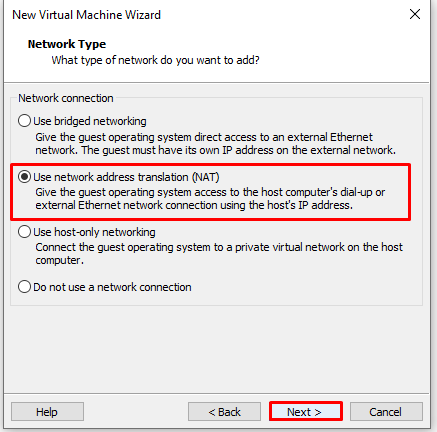 New Virtual Machine Wizard
Network Type
What type of network do you want to add?
Network connection
Use bridged networking
Give the guest operating system direct access to an external Ethernet
network. The guest must have its own IP address on the external network.
Use network address translation (NAT)
Give the guest operating system access to the host computer's dial-up or
external Ethernet network connection using the host's IP address.
Use host-only networking
Connect the guest operating system to a private virtual network on the host
computer.
Do not use a network connection
Help
< Back
Next >
Cancel